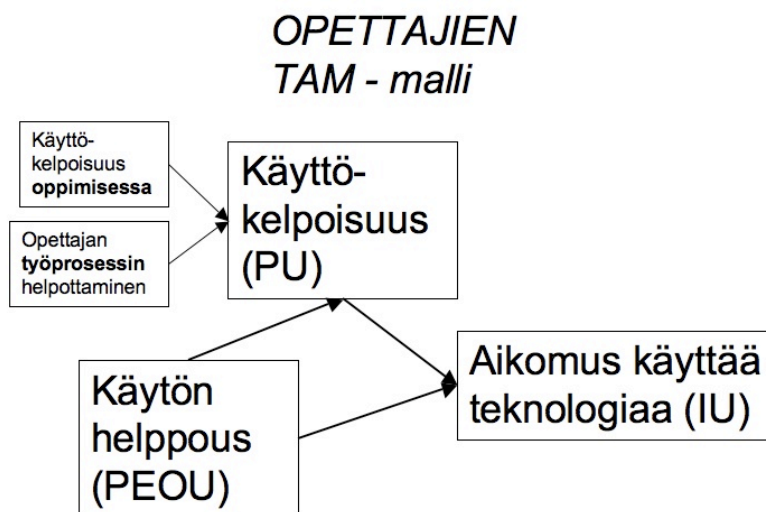 OPETTAJIEN
TAM - malli
Käyttö-
kelpoisuus
oppimisessa
Opettajan
työprosessin
helpottaminen
Käyttö-
kelpoisuus
(PU)
Käytön
helppous
(PEOU)
Aikomus käyttää
teknologiaa (IU)